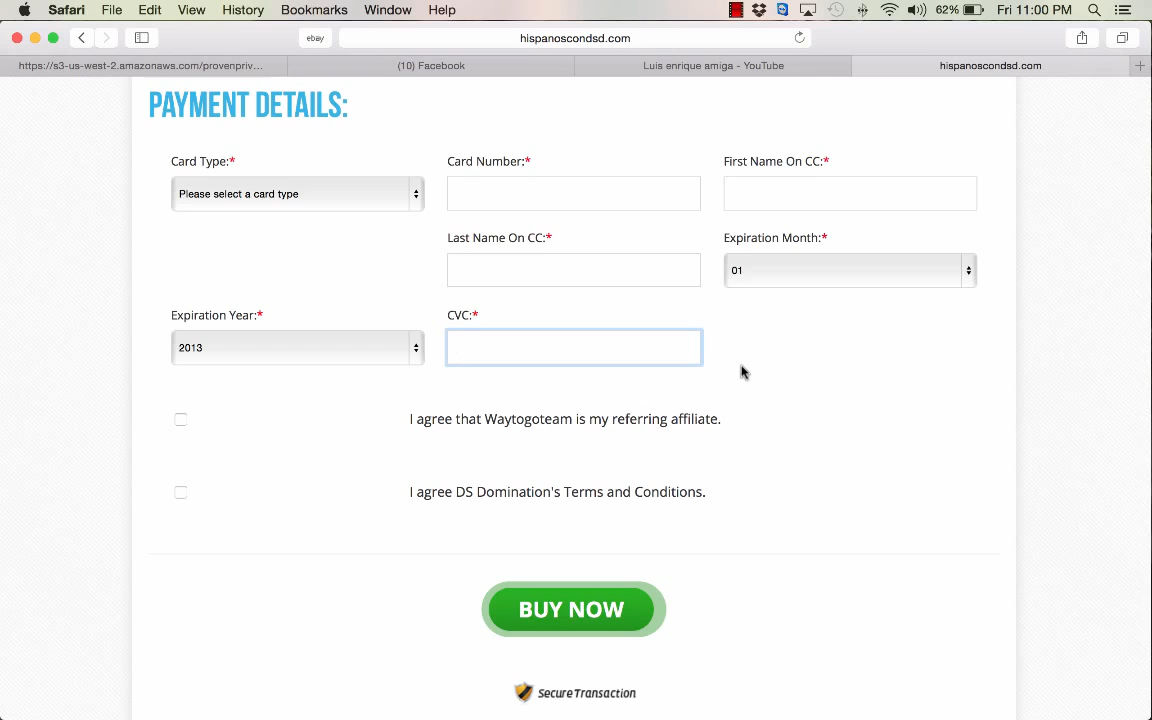 Safari File Edit View History Bookmarks Window Help 62% Fri 11:00 PM
ebay hispanoscondsd.com
https://s3-us-west-2.amazonaws.com/provenpriv... (10) Facebook Luis enrique amiga - YouTube hispanoscondsd.com
PAYMENT DETAILS:
Card Type:* Card Number:* First Name On CC:*
Please select a card type
Last Name On CC:* Expiration Month:*
01
Expiration Year:* CVC:*
2013
I agree that Waytogoteam is my referring affiliate.
I agree DS Domination's Terms and Conditions.
BUY NOW
Secure Transaction